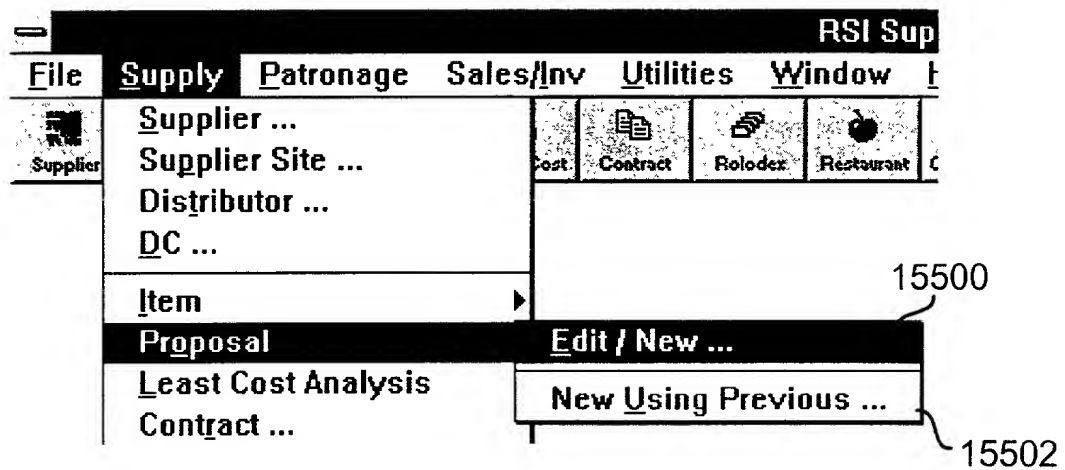 RSI Sup
File Supply Patronage Sales/Inv Utilities Window
Supplier Cost Contract Rolodex Restaurant
Supplier ...
Supplier Site ...
Distributor ...
DC ...
Item
Proposal
Least Cost Analysis
Contract ...
15500
Edit / New ...
New Using Previous ...
15502